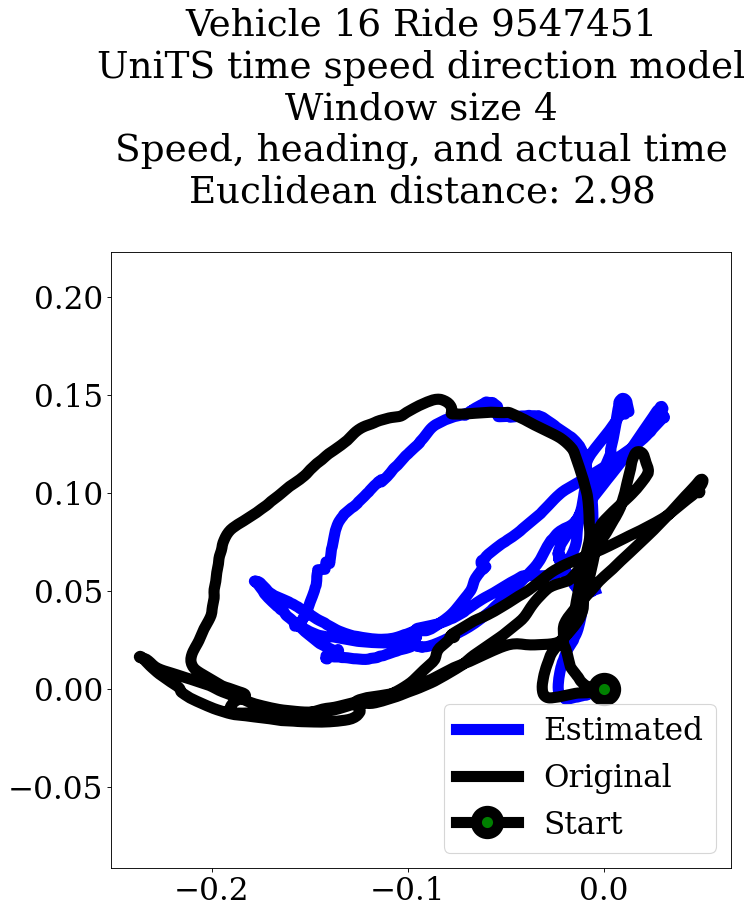 Vehicle 16 Ride 9547451
UniTS time speed direction model
Window size 4
Speed, heading, and actual time
Euclidean distance: 2.98
0.20
0.15
0.10
0.05
0.00
−0.05
Estimated
Original
Start
−0.2
−0.1
0.0